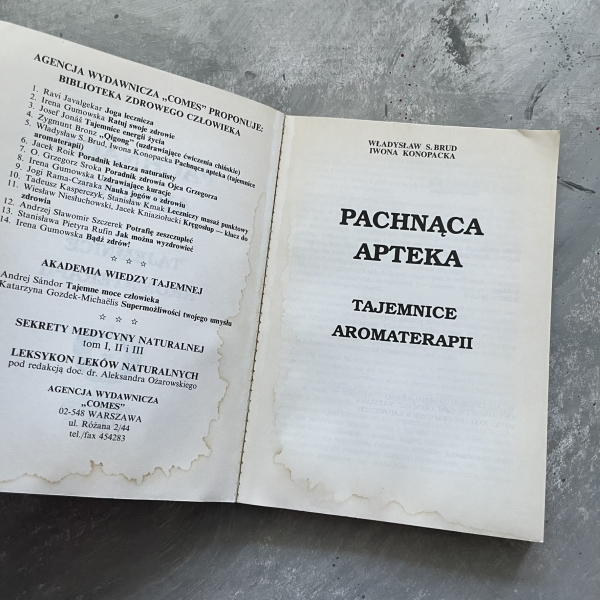 AGENCJA WYDAWNICZA „COMES” PROPONUJE:
BIBLIOTEKA ZDROWEGO CZŁOWIEKA
1. Ravi Javalgekar Joga lecznicza
2. Irena Gumowska Ratuj swoje zdrowie
3. Josef Jonáš Tajemnice energii życia
4. Zygmunt Bronz „Qigong” (uzdrawiające ćwiczenia chińskie)
5. Władysław S. Brud, Iwona Konopacka Pachnąca apteka (tajemnice
aromaterapii)
6. Jacek Roik Poradnik lekarza naturalisty
7. O. Grzegorz Sroka Poradnik zdrowia Ojca Grzegorza
8. Irena Gumowska Uzdrawiające kuracje
9. Jogi Rama-Czaraka Nauka jogów o zdrowiu
10. Tadeusz Kasperczyk, Stanisław Kmak Leczniczy masaż punktowy
11. Wiesław Niesłuchowski, Jacek Kniaziołucki Kręgosłup — klucz do
zdrowia
12. Andrzej Sławomir Szczerek Potrafię zeszczupleć
13. Stanisława Pietyra Rufin Jak można wyzdrowieć
14. Irena Gumowska Bądź zdrów!
AKADEMIA WIEDZY TAJEMNEJ
Andrej Sándor Tajemne moce człowieka
Katarzyna Gozdek-Michaëlis Supermożliwości twojego umysłu
SEKRETY MEDYCYNY NATURALNEJ
tom I, II i III
LEKSYKON LEKÓW NATURALNYCH
pod redakcją doc. dr. Aleksandra Ożarowskiego
AGENCJA WYDAWNICZA
„COMES”
02-548 WARSZAWA
ul. Różana 2/44
tel./fax 454283
WŁADYSŁAW S. BRUD
IWONA KONOPACKA
PACHNĄCA
APTEKA
TAJEMNICE
AROMATERAPII